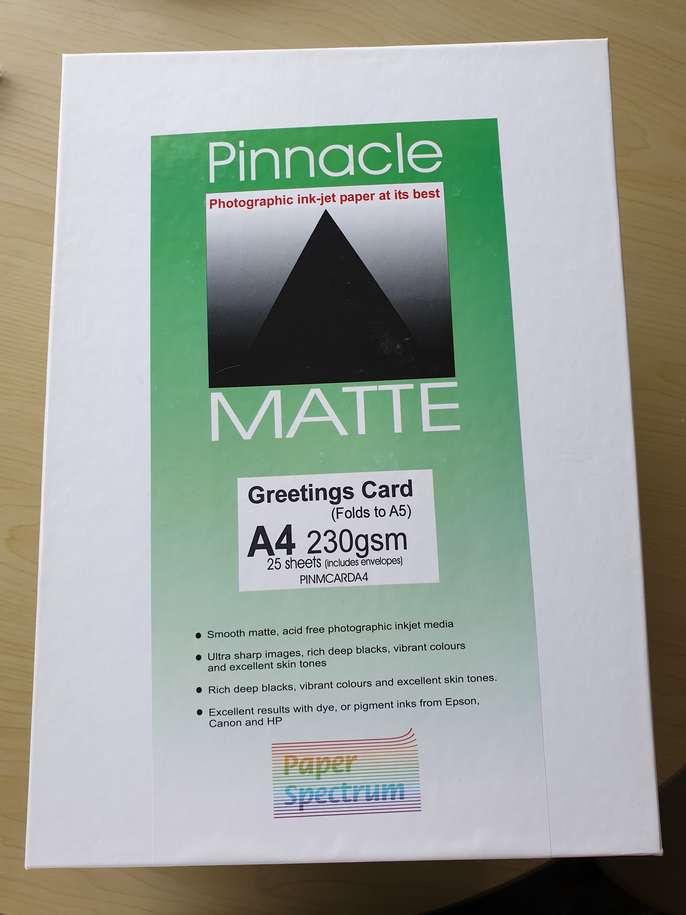 Pinnacle
Photographic ink-jet paper at its best
MATTE
Greetings Card
(Folds to A5)
A4 230gsm
25 sheets (includes envelopes)
PINMCARDA4
• Smooth matte, acid free photographic inkjet media
• Ultra sharp images, rich deep blacks, vibrant colours
and excellent skin tones
• Rich deep blacks, vibrant colours and excellent skin tones.
• Excellent results with dye, or pigment inks from Epson,
Canon and HP
Paper
Spectrum